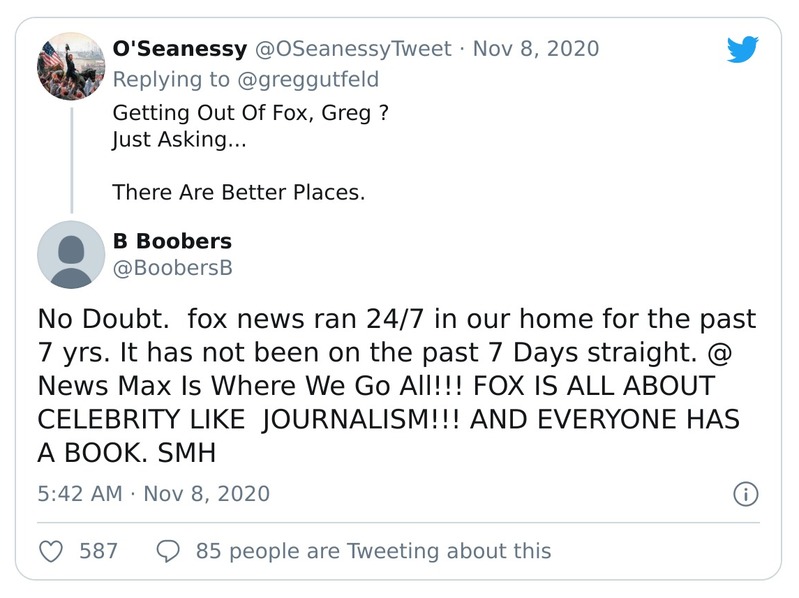 O'Seanessy @OSeanessyTweet · Nov 8, 2020
Replying to @greggutfeld
Getting Out Of Fox, Greg ?
Just Asking...
There Are Better Places.
B Boobers
@BoobersB
No Doubt.  fox news ran 24/7 in our home for the past
7 yrs. It has not been on the past 7 Days straight. @
News Max Is Where We Go All!!! FOX IS ALL ABOUT
CELEBRITY LIKE  JOURNALISM!!! AND EVERYONE HAS
A BOOK. SMH
5:42 AM · Nov 8, 2020
587 85 people are Tweeting about this